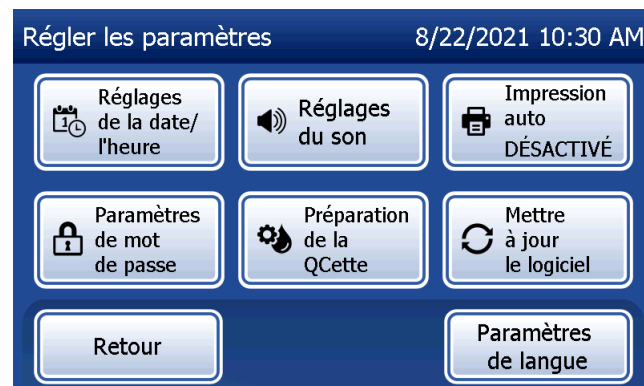 Régler les paramètres 8/22/2021 10:30 AM
Réglages
de la date/
l'heure
Réglages
du son
Impression
auto
DÉSACTIVÉ
Paramètres
de mot
de passe
Préparation
de la
QCette
Mettre
à jour
le logiciel
Retour
Paramètres
de langue